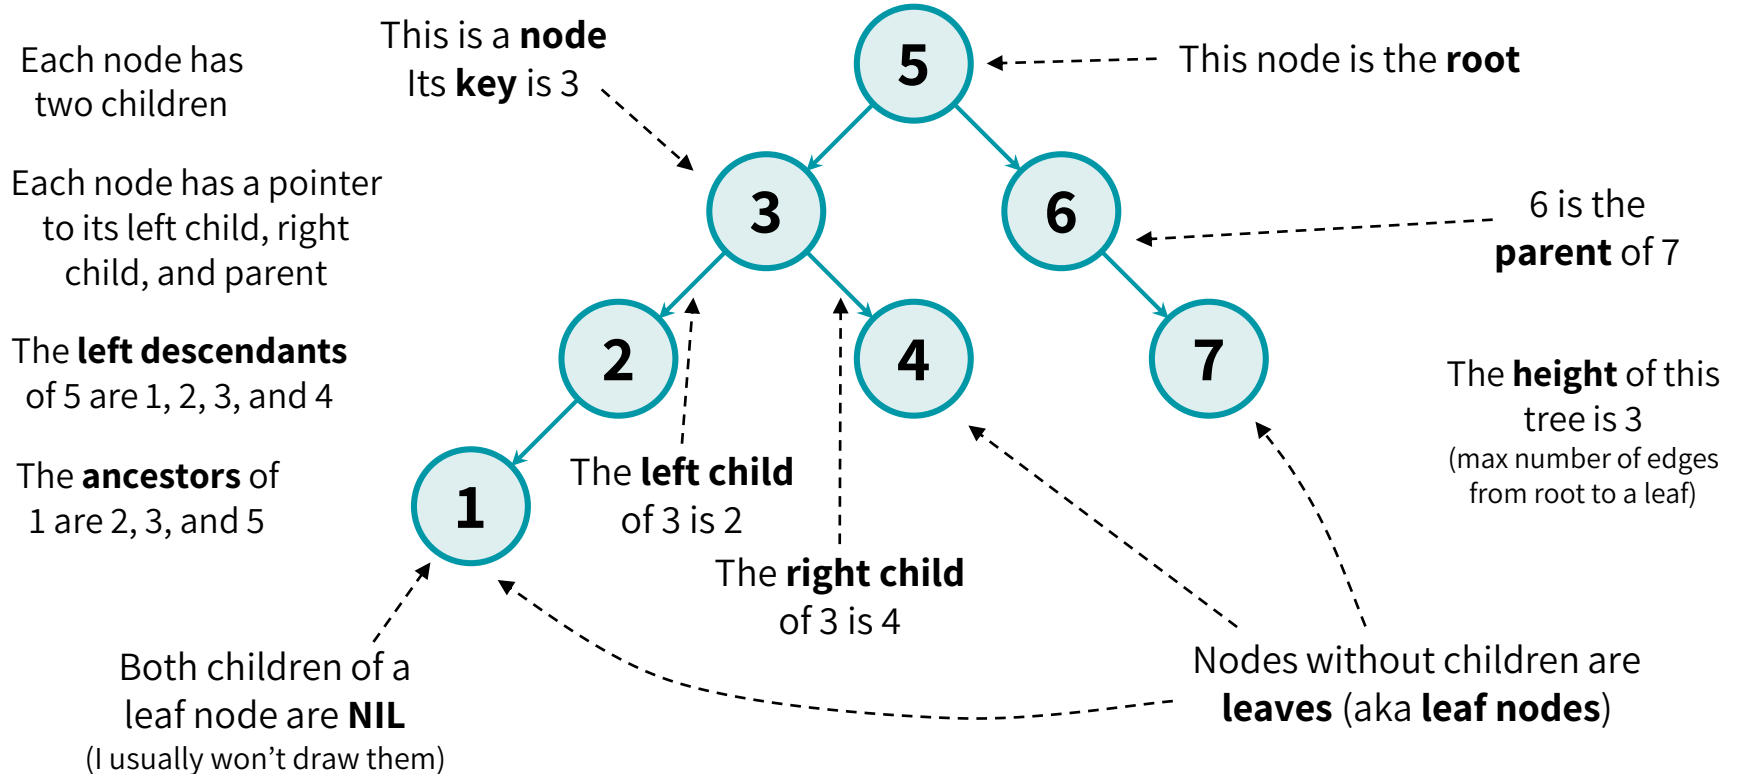 Each node has
two children
Each node has a pointer
to its left child, right
child, and parent
The left descendants
of 5 are 1, 2, 3, and 4
The ancestors of
1 are 2, 3, and 5
This is a node
Its key is 3
5
This node is the root
3
6
6 is the
parent of 7
2
4
7
The height of this
tree is 3
(max number of edges
from root to a leaf)
1
The left child
of 3 is 2
The right child
of 3 is 4
Both children of a
leaf node are NIL
(I usually won’t draw them)
Nodes without children are
leaves (aka leaf nodes)